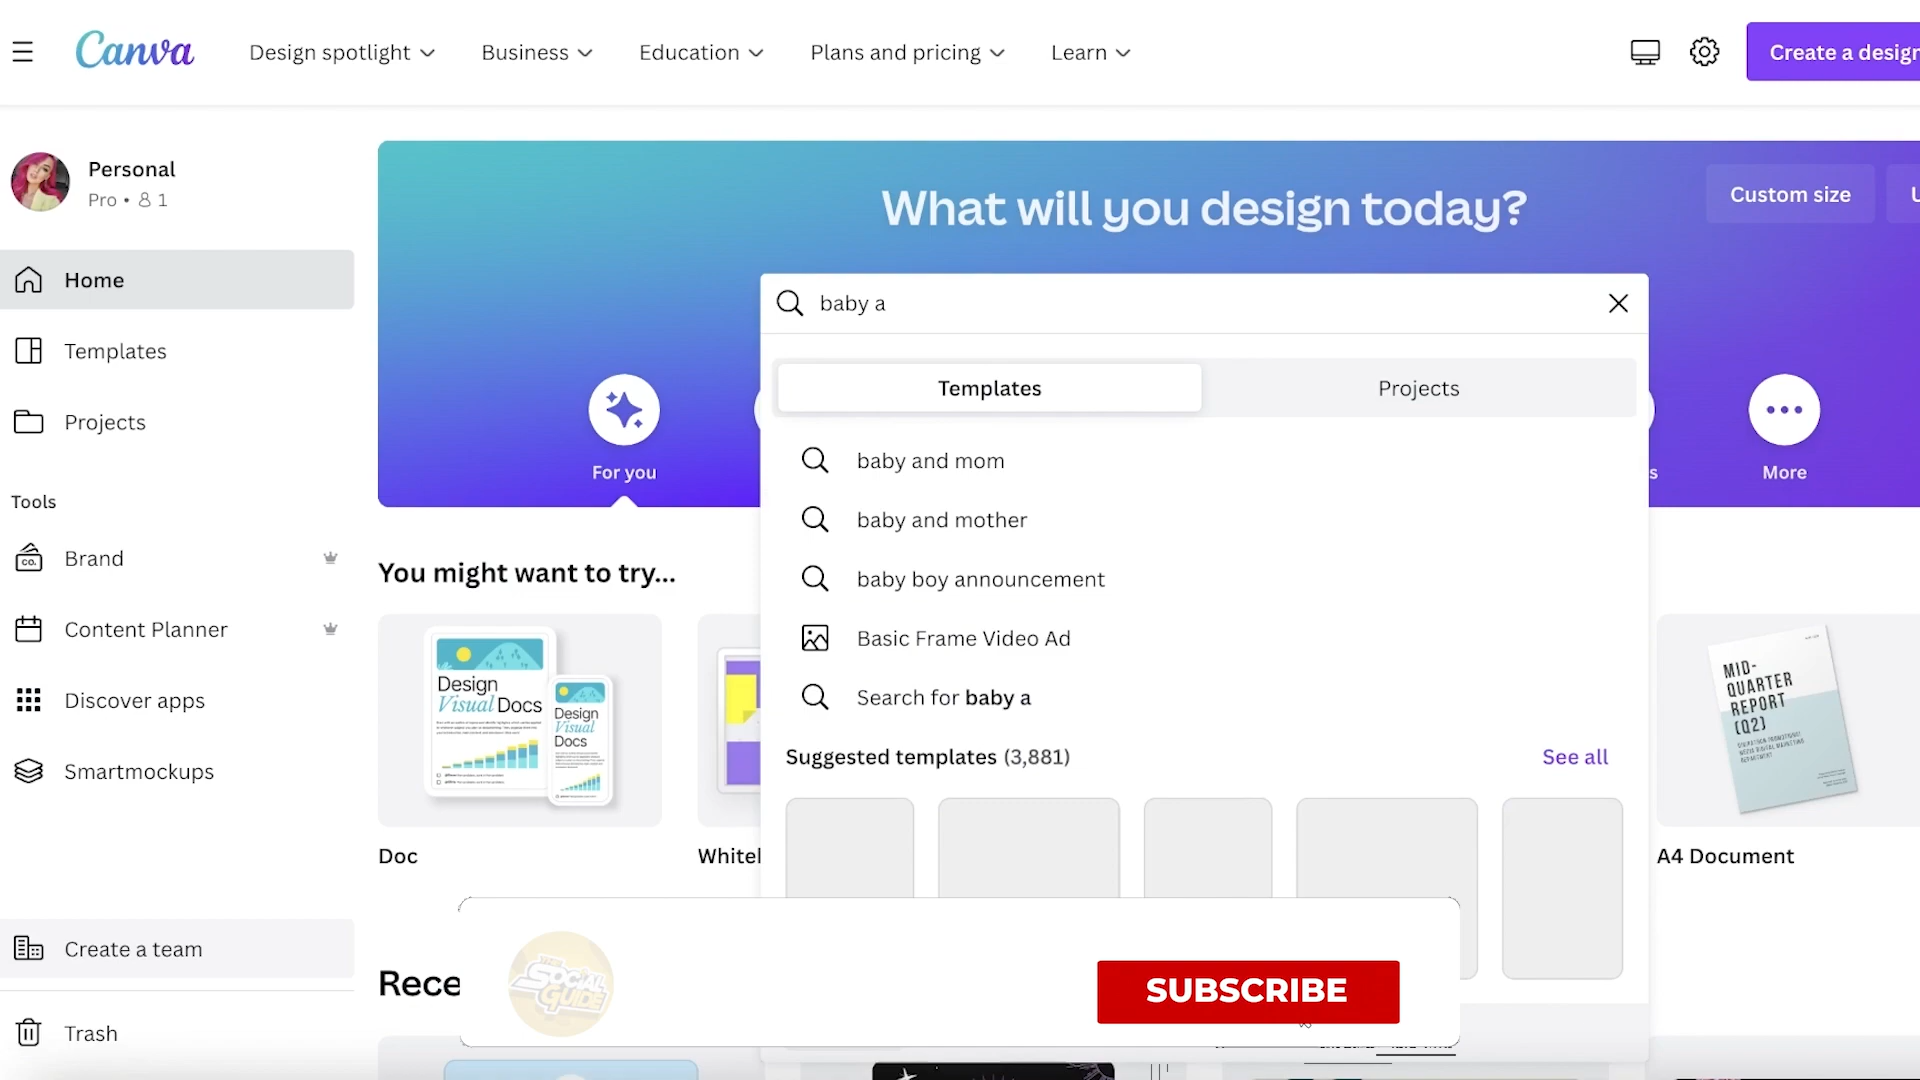 Canva
Design spotlight
Business
Education
Plans and pricing
Learn
Create a design
Personal
Pro • 1
Home
Templates
Projects
Tools
Brand
CO.
Content Planner
Discover apps
Smartmockups
Create a team
Trash
What will you design today?
Custom size
baby a
Templates
Projects
baby and mom
baby and mother
baby boy announcement
Basic Frame Video Ad
Search for baby a
Suggested templates (3,881)
See all
For you
More
You might want to try...
Design
Visual Docs
Design
Visual
Docs
MID-
QUARTER
REPORT
(Q2)
Doc
A4 Document
Rece
THE
SOCIAL
GUIDE
SUBSCRIBE